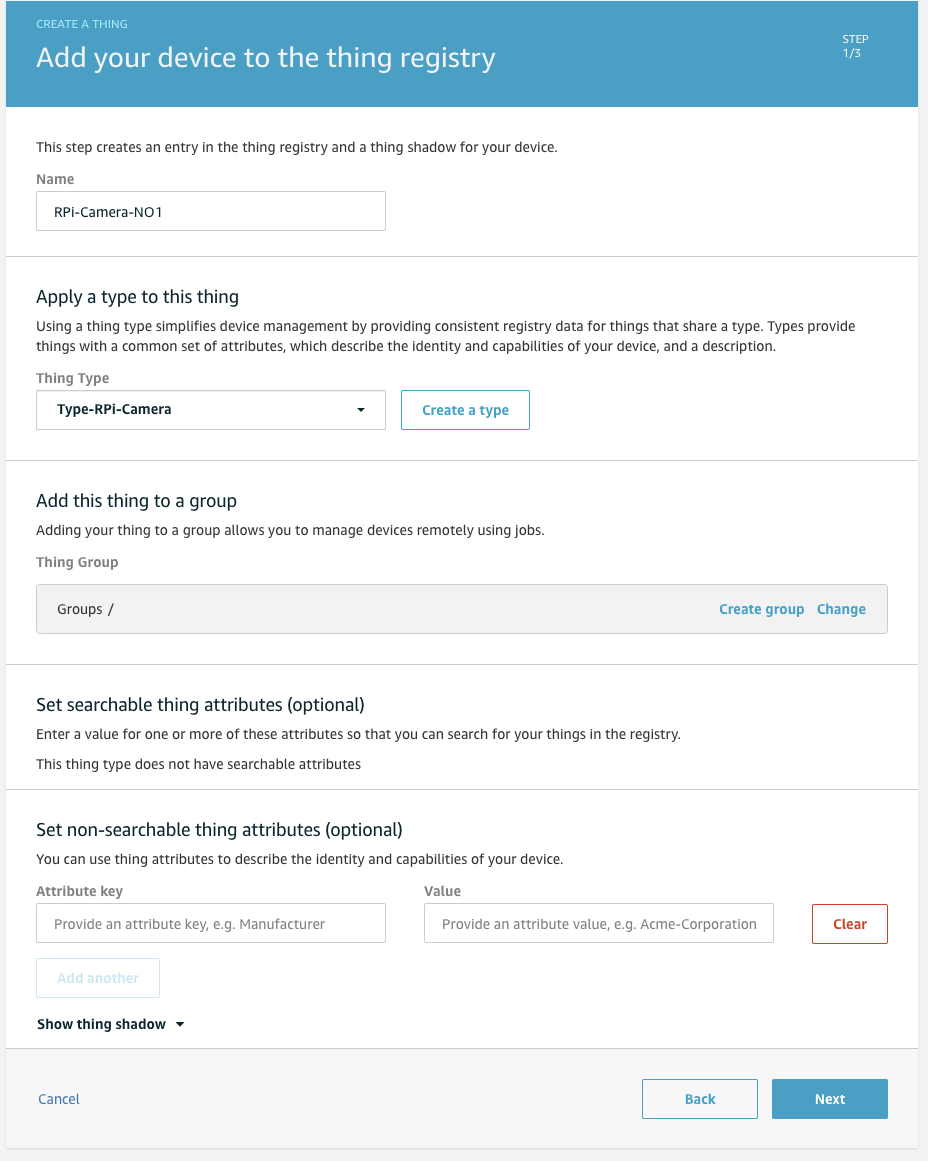 CREATE A THING
Add your device to the thing registry
STEP
1/3
This step creates an entry in the thing registry and a thing shadow for your device.
Name
RPi-Camera-NO1
Apply a type to this thing
Using a thing type simplifies device management by providing consistent registry data for things that share a type. Types provide
things with a common set of attributes, which describe the identity and capabilities of your device, and a description.
Thing Type
Type-RPi-Camera
Create a type
Add this thing to a group
Adding your thing to a group allows you to manage devices remotely using jobs.
Thing Group
Groups /
Create group
Change
Set searchable thing attributes (optional)
Enter a value for one or more of these attributes so that you can search for your things in the registry.
This thing type does not have searchable attributes
Set non-searchable thing attributes (optional)
You can use thing attributes to describe the identity and capabilities of your device.
Attribute key
Value
Provide an attribute key, e.g. Manufacturer
Provide an attribute value, e.g. Acme-Corporation
Clear
Add another
Show thing shadow
Cancel
Back
Next